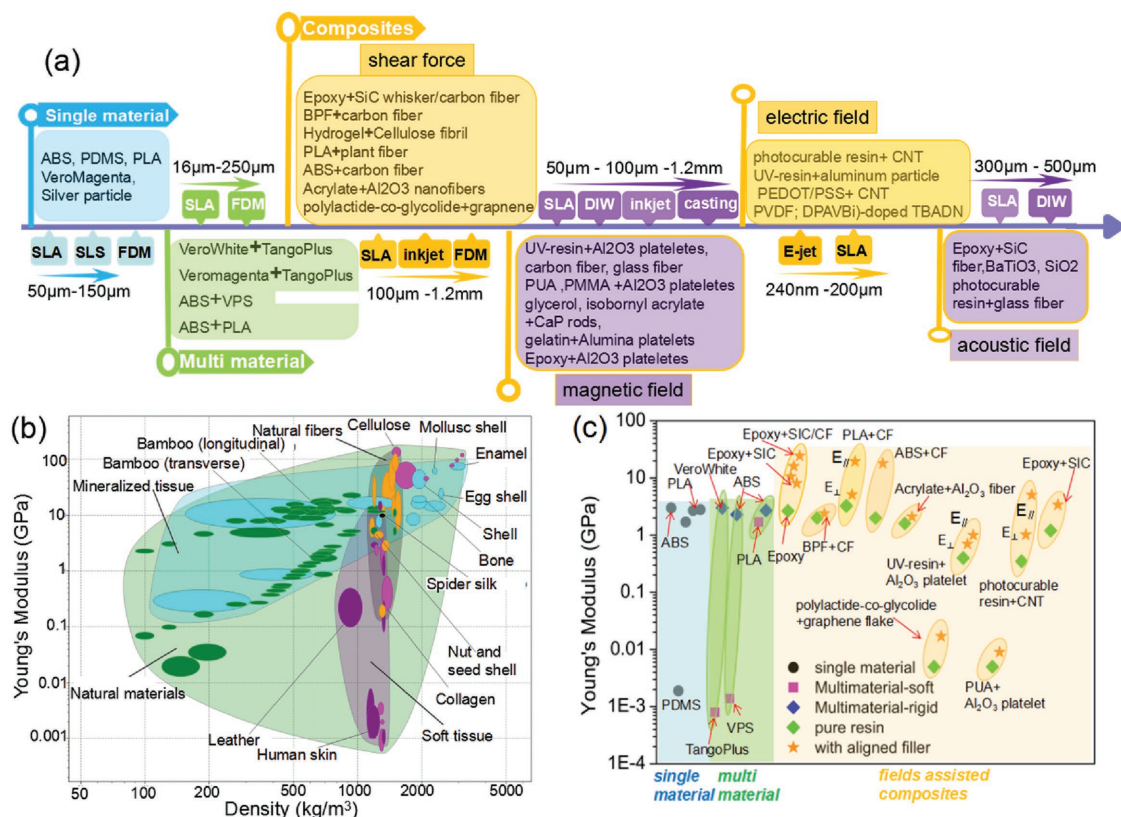 (a)
Single material
ABS, PDMS, PLA
VeroMagenta,
Silver particle
SLA SLS FDM
50µm-150µm
16µm-250µm
SLA FDM
VeroWhite+TangoPlus
Veromagenta+TangoPlus
ABS+VPS
ABS+PLA
Multi material
Composites
shear force
Epoxy+SiC whisker/carbon fiber
BPF+carbon fiber
Hydrogel+Cellulose fibril
PLA+plant fiber
ABS+carbon fiber
Acrylate+Al2O3 nanofibers
polylactide-co-glycolide+grapnene
SLA inkjet FDM
100µm -1.2mm
50µm - 100µm -1.2mm
SLA DIW inkjet casting
UV-resin+Al2O3 plateletes,
carbon fiber, glass fiber
PUA ,PMMA +Al2O3 plateletes
glycerol, isobornyl acrylate
+CaP rods,
gelatin+Alumina platelets
Epoxy+Al2O3 plateletes
magnetic field
electric field
photocurable resin+ CNT
UV-resin+aluminum particle
PEDOT/PSS+ CNT
PVDF; DPAVBi)-doped TBADN
E-jet SLA
240nm -200µm
300µm - 500µm
SLA DIW
Epoxy+SiC
fiber,BaTiO3, SiO2
photocurable
resin+glass fiber
acoustic field
(b)
Young's Modulus (GPa)
100
10
1
0.1
0.01
0.001
100 200 500 1000 2000 5000
Density (kg/m³)
Cellulose
Natural fibers
Mollusc shell
Bamboo (longitudinal)
Enamel
Bamboo (transverse)
Mineralized tissue
Egg shell
Shell
Bone
Spider silk
Nut and
seed shell
Collagen
Natural materials
Leather
Soft tissue
Human skin
(c)
Young's Modulus (GPa)
100
10
1
0.1
0.01
1E-3
1E-4
Epoxy+SIC/CF
PLA+CF
Epoxy+SIC
ABS+CF
VeroWhite
PLA
ABS
E//
E⊥
Epoxy+SIC
Acrylate+Al₂O₃ fiber
ABS
PLA
Epoxy
BPF+CF
E//
E⊥
E//
E⊥
UV-resin+
Al₂O₃ platelet
photocurable
resin+CNT
polylactide-co-glycolide
+graphene flake
PUA+
Al₂O₃ platelet
PDMS
TangoPlus
VPS
single material
Multimaterial-soft
Multimaterial-rigid
pure resin
with aligned filler
single
material
multi
material
fields assisted
composites